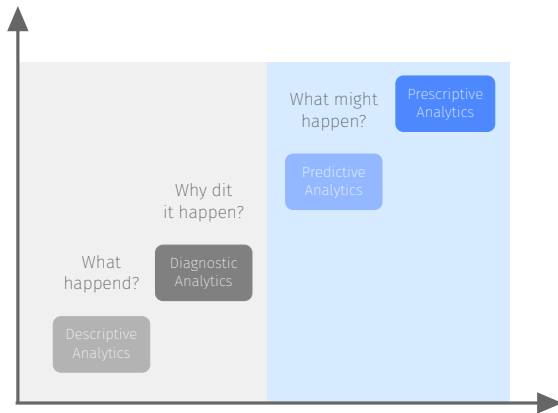 What might
happen?
Prescriptive
Analytics
Predictive
Analytics
Why dit
it happen?
Diagnostic
Analytics
What
happend?
Descriptive
Analytics